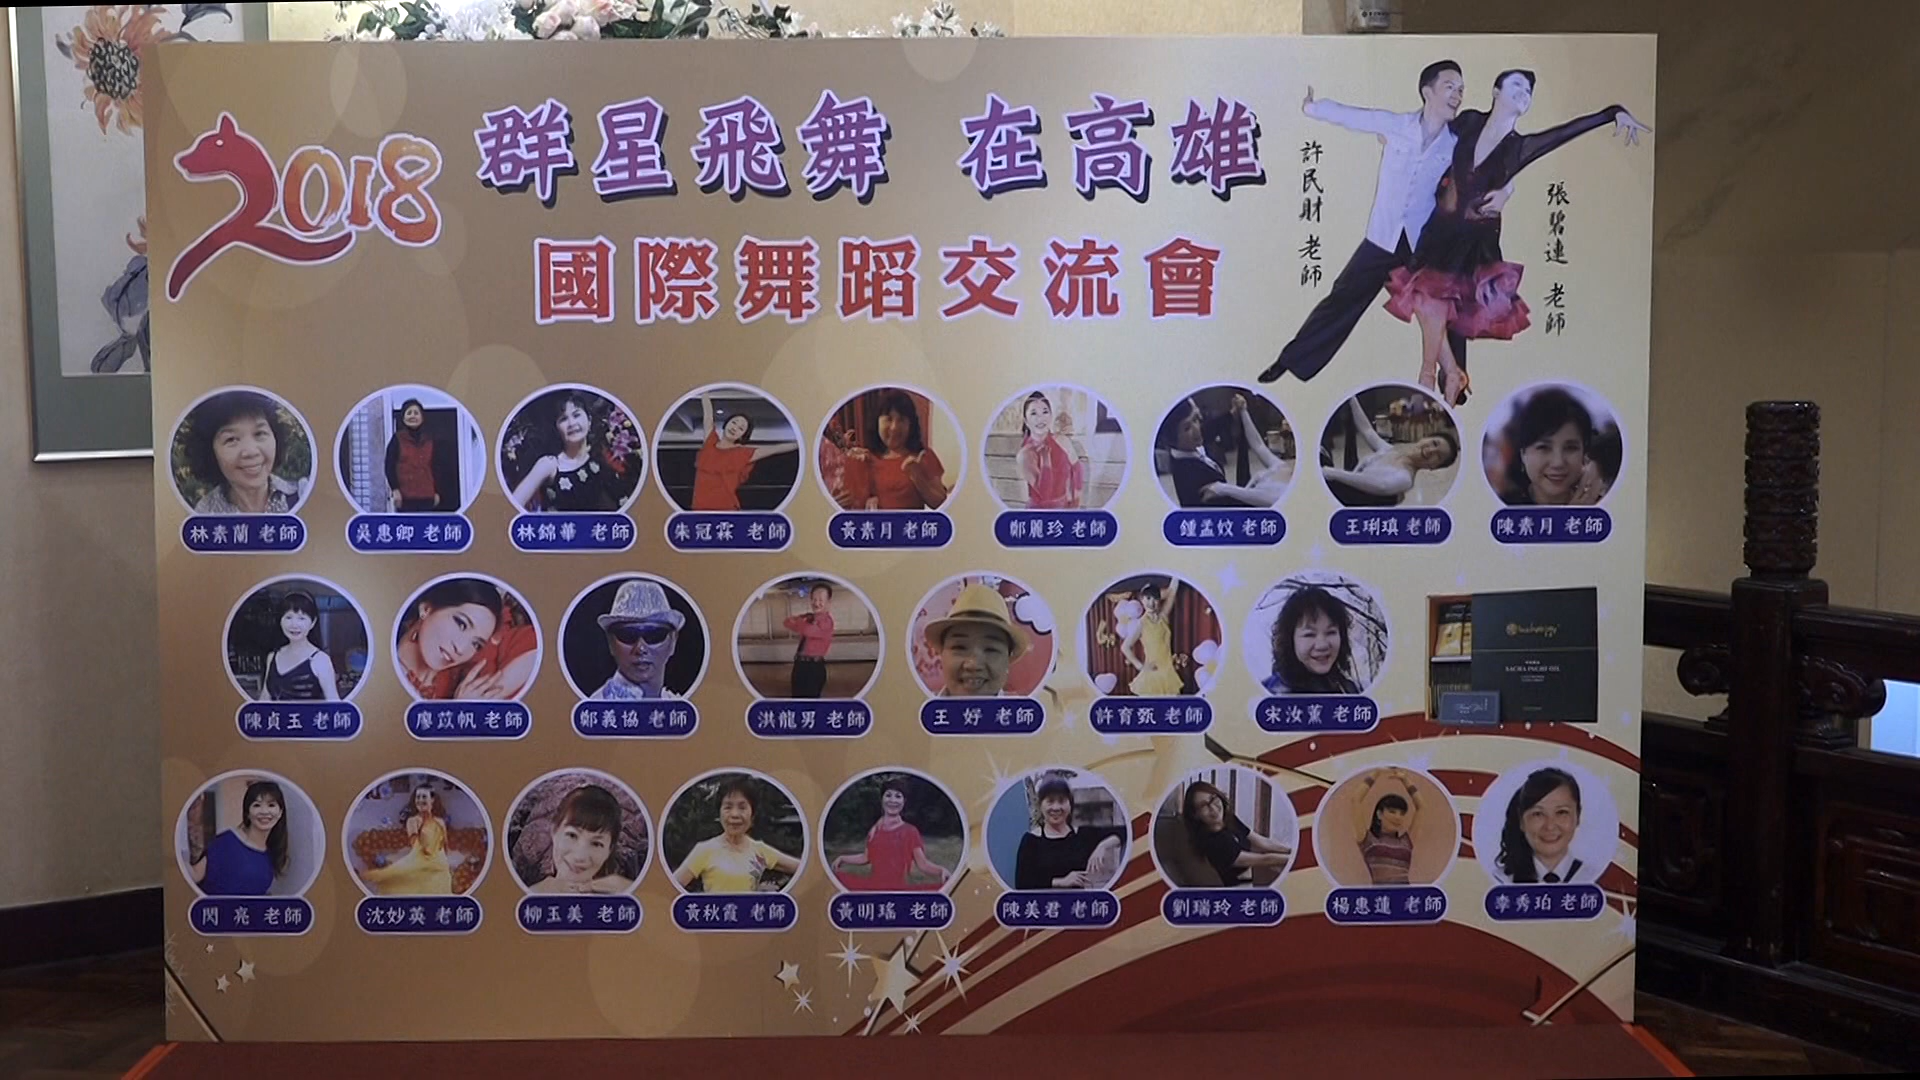 2018
群星飛舞 在高雄
國際舞蹈交流會
許民財 老師
張碧連 老師
林素蘭 老師
吳惠卿 老師
林錦華 老師
朱冠霖 老師
黃素月 老師
鄭麗珍 老師
鍾孟妏 老師
王琍瑱 老師
陳素月 老師
陳貞玉 老師
廖苡帆 老師
鄭義協 老師
洪龍男 老師
王 好 老師
許育甄 老師
宋汝薰 老師
SACHA INCHI OIL
閃 亮 老師
沈妙英 老師
柳玉美 老師
黃秋霞 老師
黃明瑤 老師
陳美君 老師
劉瑞玲 老師
楊惠蓮 老師
李秀珀 老師